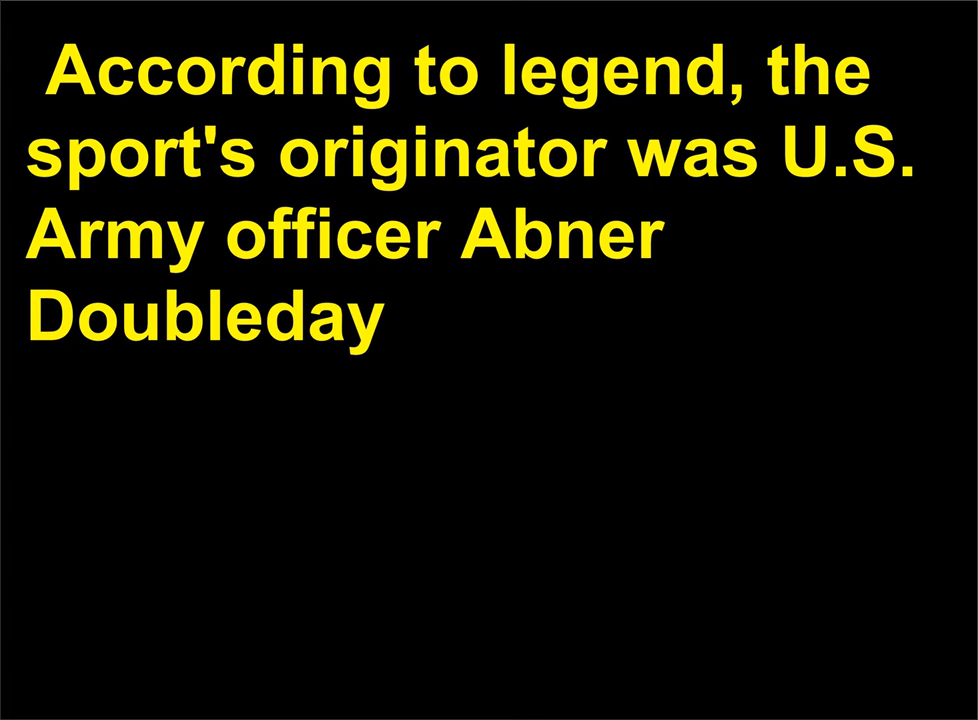 According to legend, the
sport's originator was U.S.
Army officer Abner
Doubleday